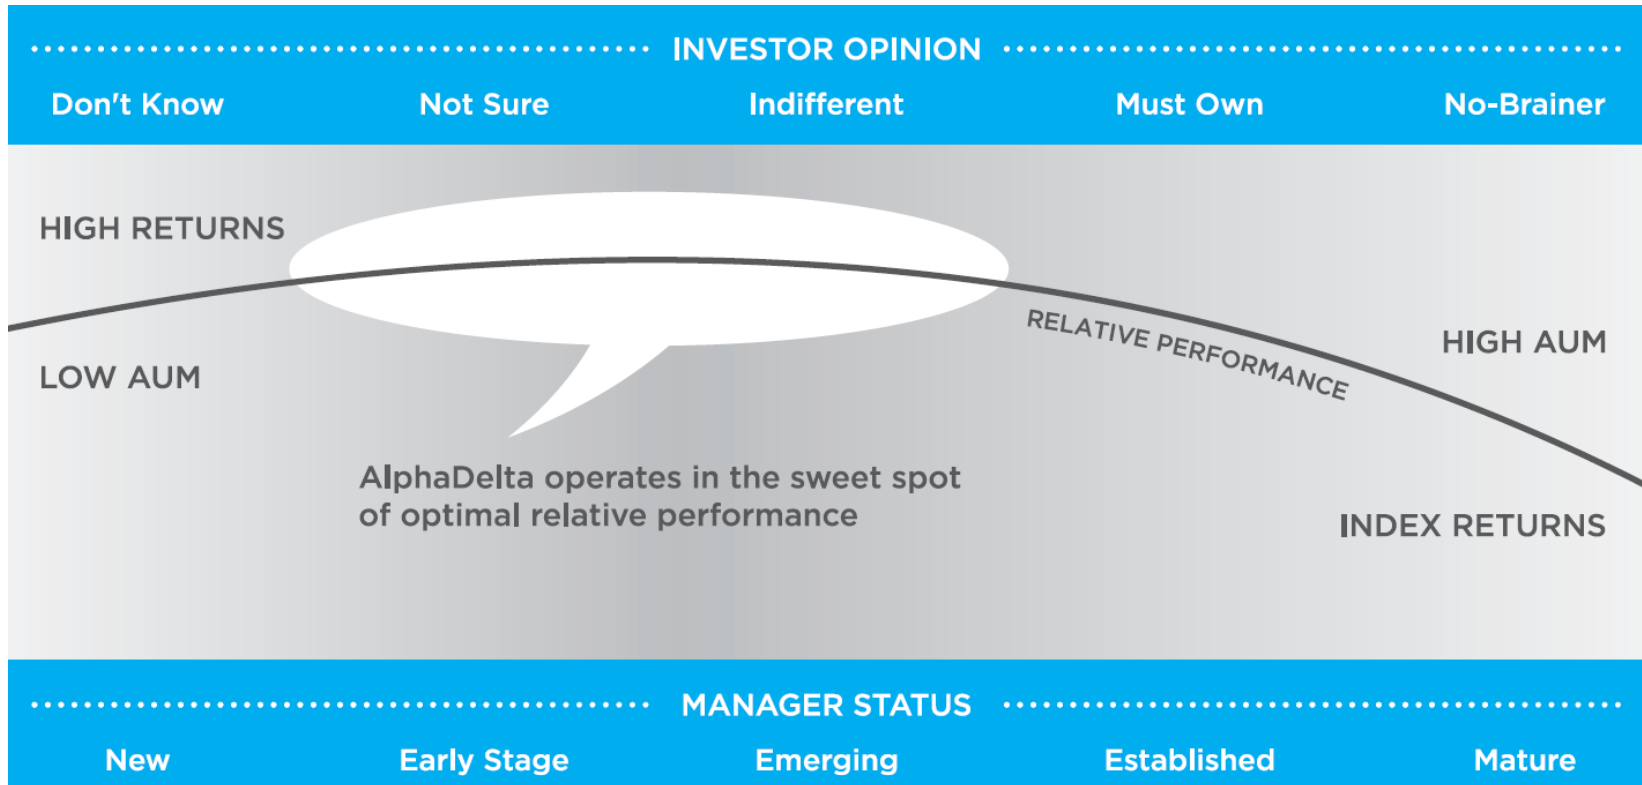 INVESTOR OPINION
Don't Know Not Sure Indifferent Must Own No-Brainer
HIGH RETURNS
RELATIVE PERFORMANCE
HIGH AUM
LOW AUM
AlphaDelta operates in the sweet spot
of optimal relative performance
INDEX RETURNS
MANAGER STATUS
New Early Stage Emerging Established Mature